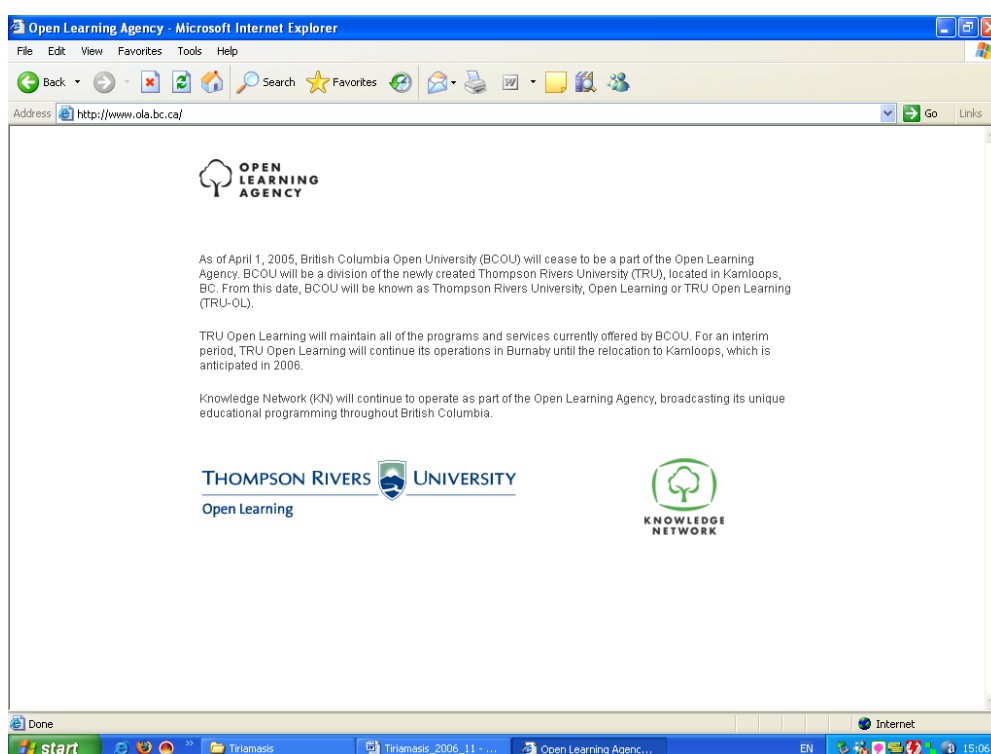 Open Learning Agency - Microsoft Internet Explorer
File Edit View Favorites Tools Help
Back Search Favorites
Address http://www.ola.bc.ca/ Go Links
OPEN
LEARNING
AGENCY
As of April 1, 2005, British Columbia Open University (BCOU) will cease to be a part of the Open Learning
Agency. BCOU will be a division of the newly created Thompson Rivers University (TRU), located in Kamloops,
BC. From this date, BCOU will be known as Thompson Rivers University, Open Learning or TRU Open Learning
(TRU-OL).
TRU Open Learning will maintain all of the programs and services currently offered by BCOU. For an interim
period, TRU Open Learning will continue its operations in Burnaby until the relocation to Kamloops, which is
anticipated in 2006.
Knowledge Network (KN) will continue to operate as part of the Open Learning Agency, broadcasting its unique
educational programming throughout British Columbia.
THOMPSON RIVERS UNIVERSITY
Open Learning
KNOWLEDGE
NETWORK
Done Internet
start Tiriamasis Tiriamasis_2006_11 - ... Open Learning Agenc... EN 15:06